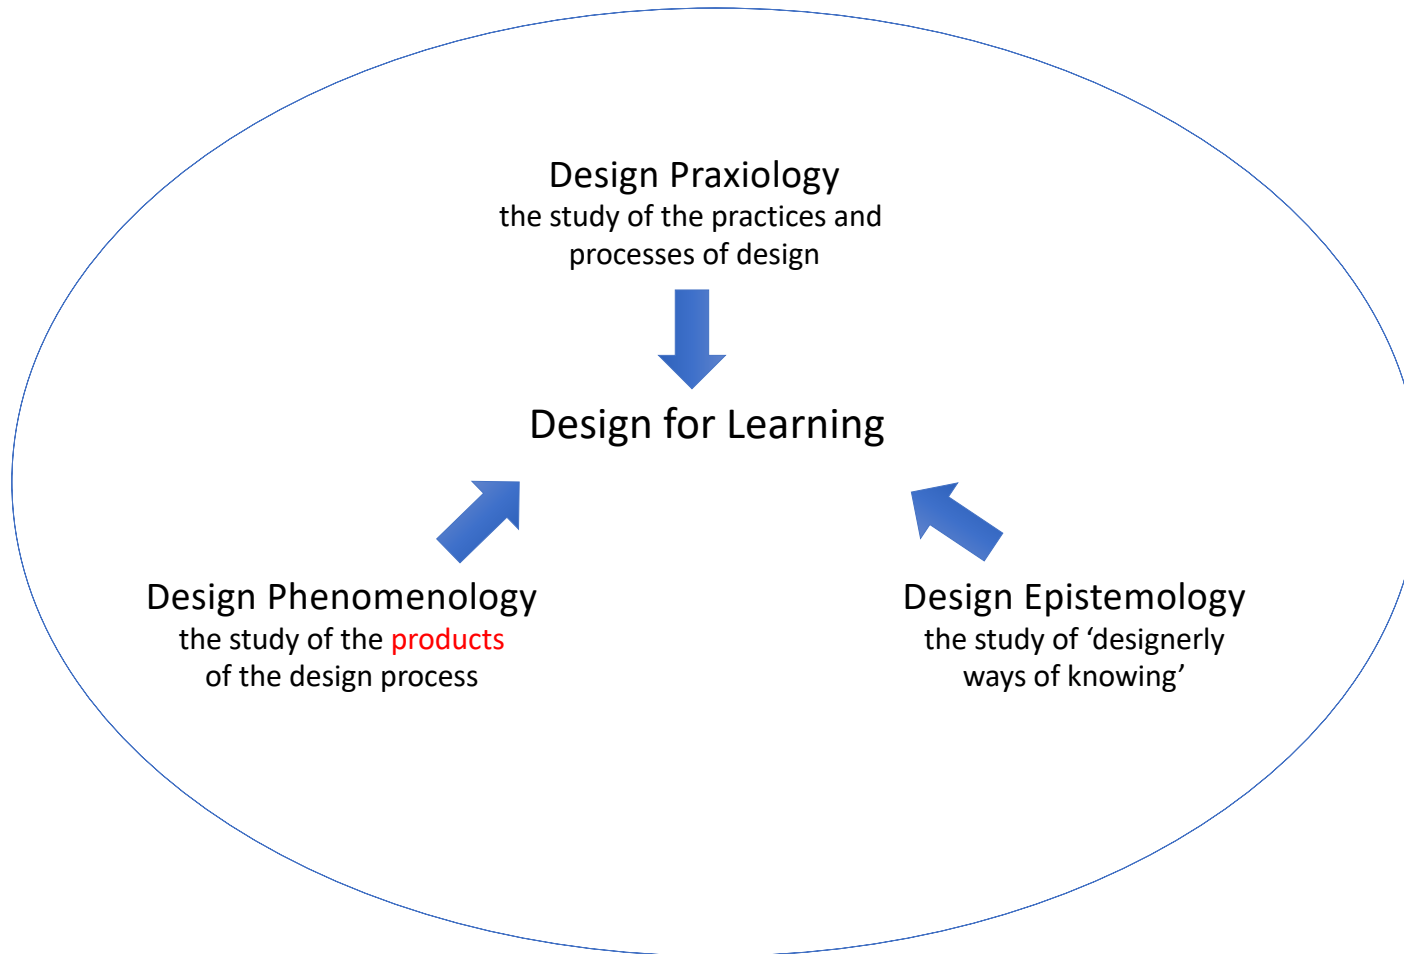 Design Praxiology
the study of the practices and
processes of design
Design for Learning
Design Phenomenology
the study of the products
of the design process
Design Epistemology
the study of ‘designerly
ways of knowing’